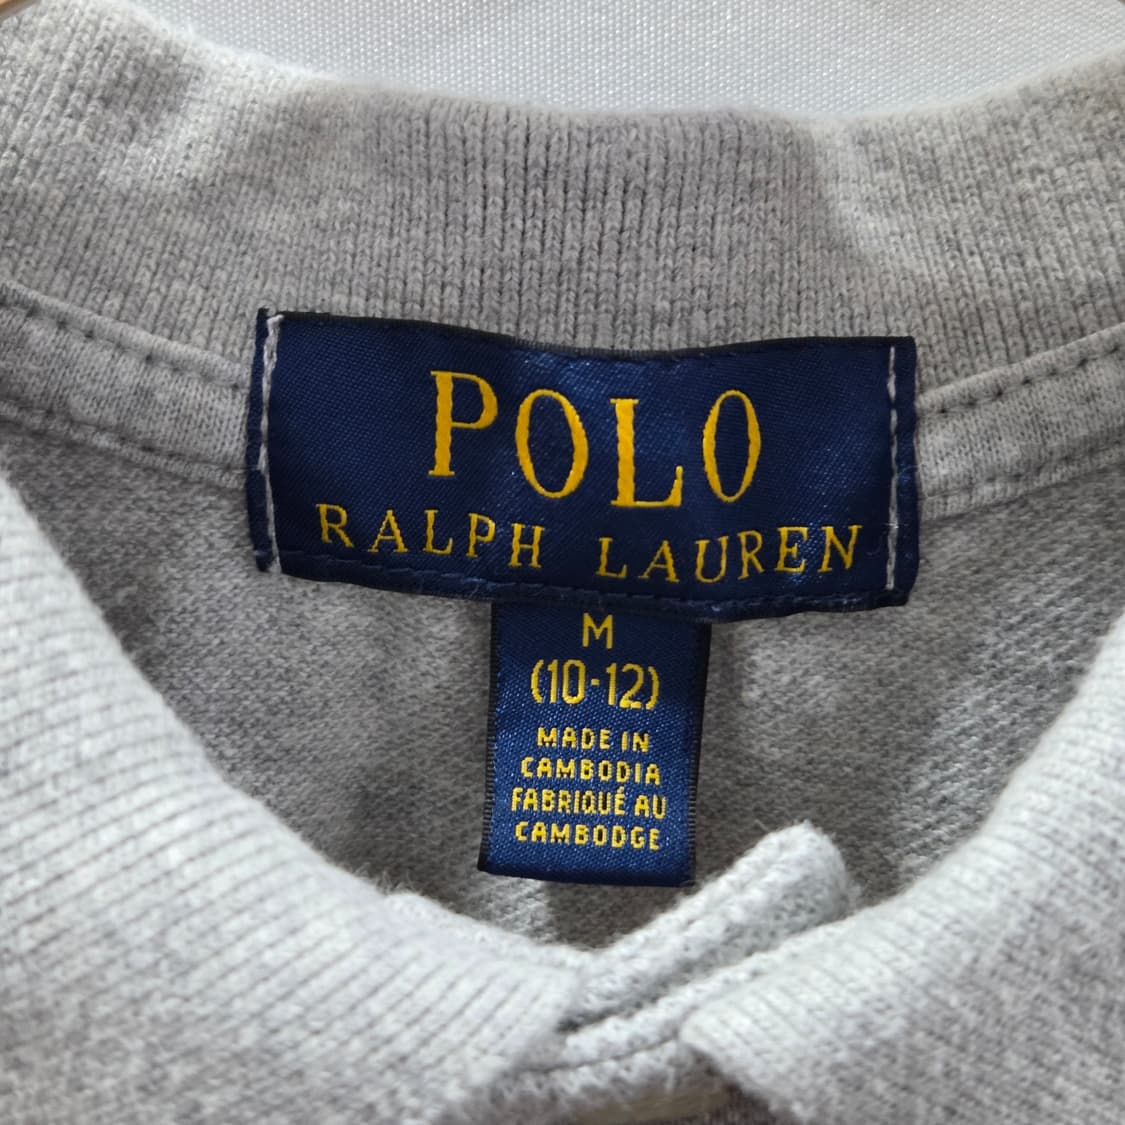 POLO
RALPH LAUREN
M
(10-12)
MADE IN
CAMBODIA
FABRIQUÉ AU
CAMBODGE